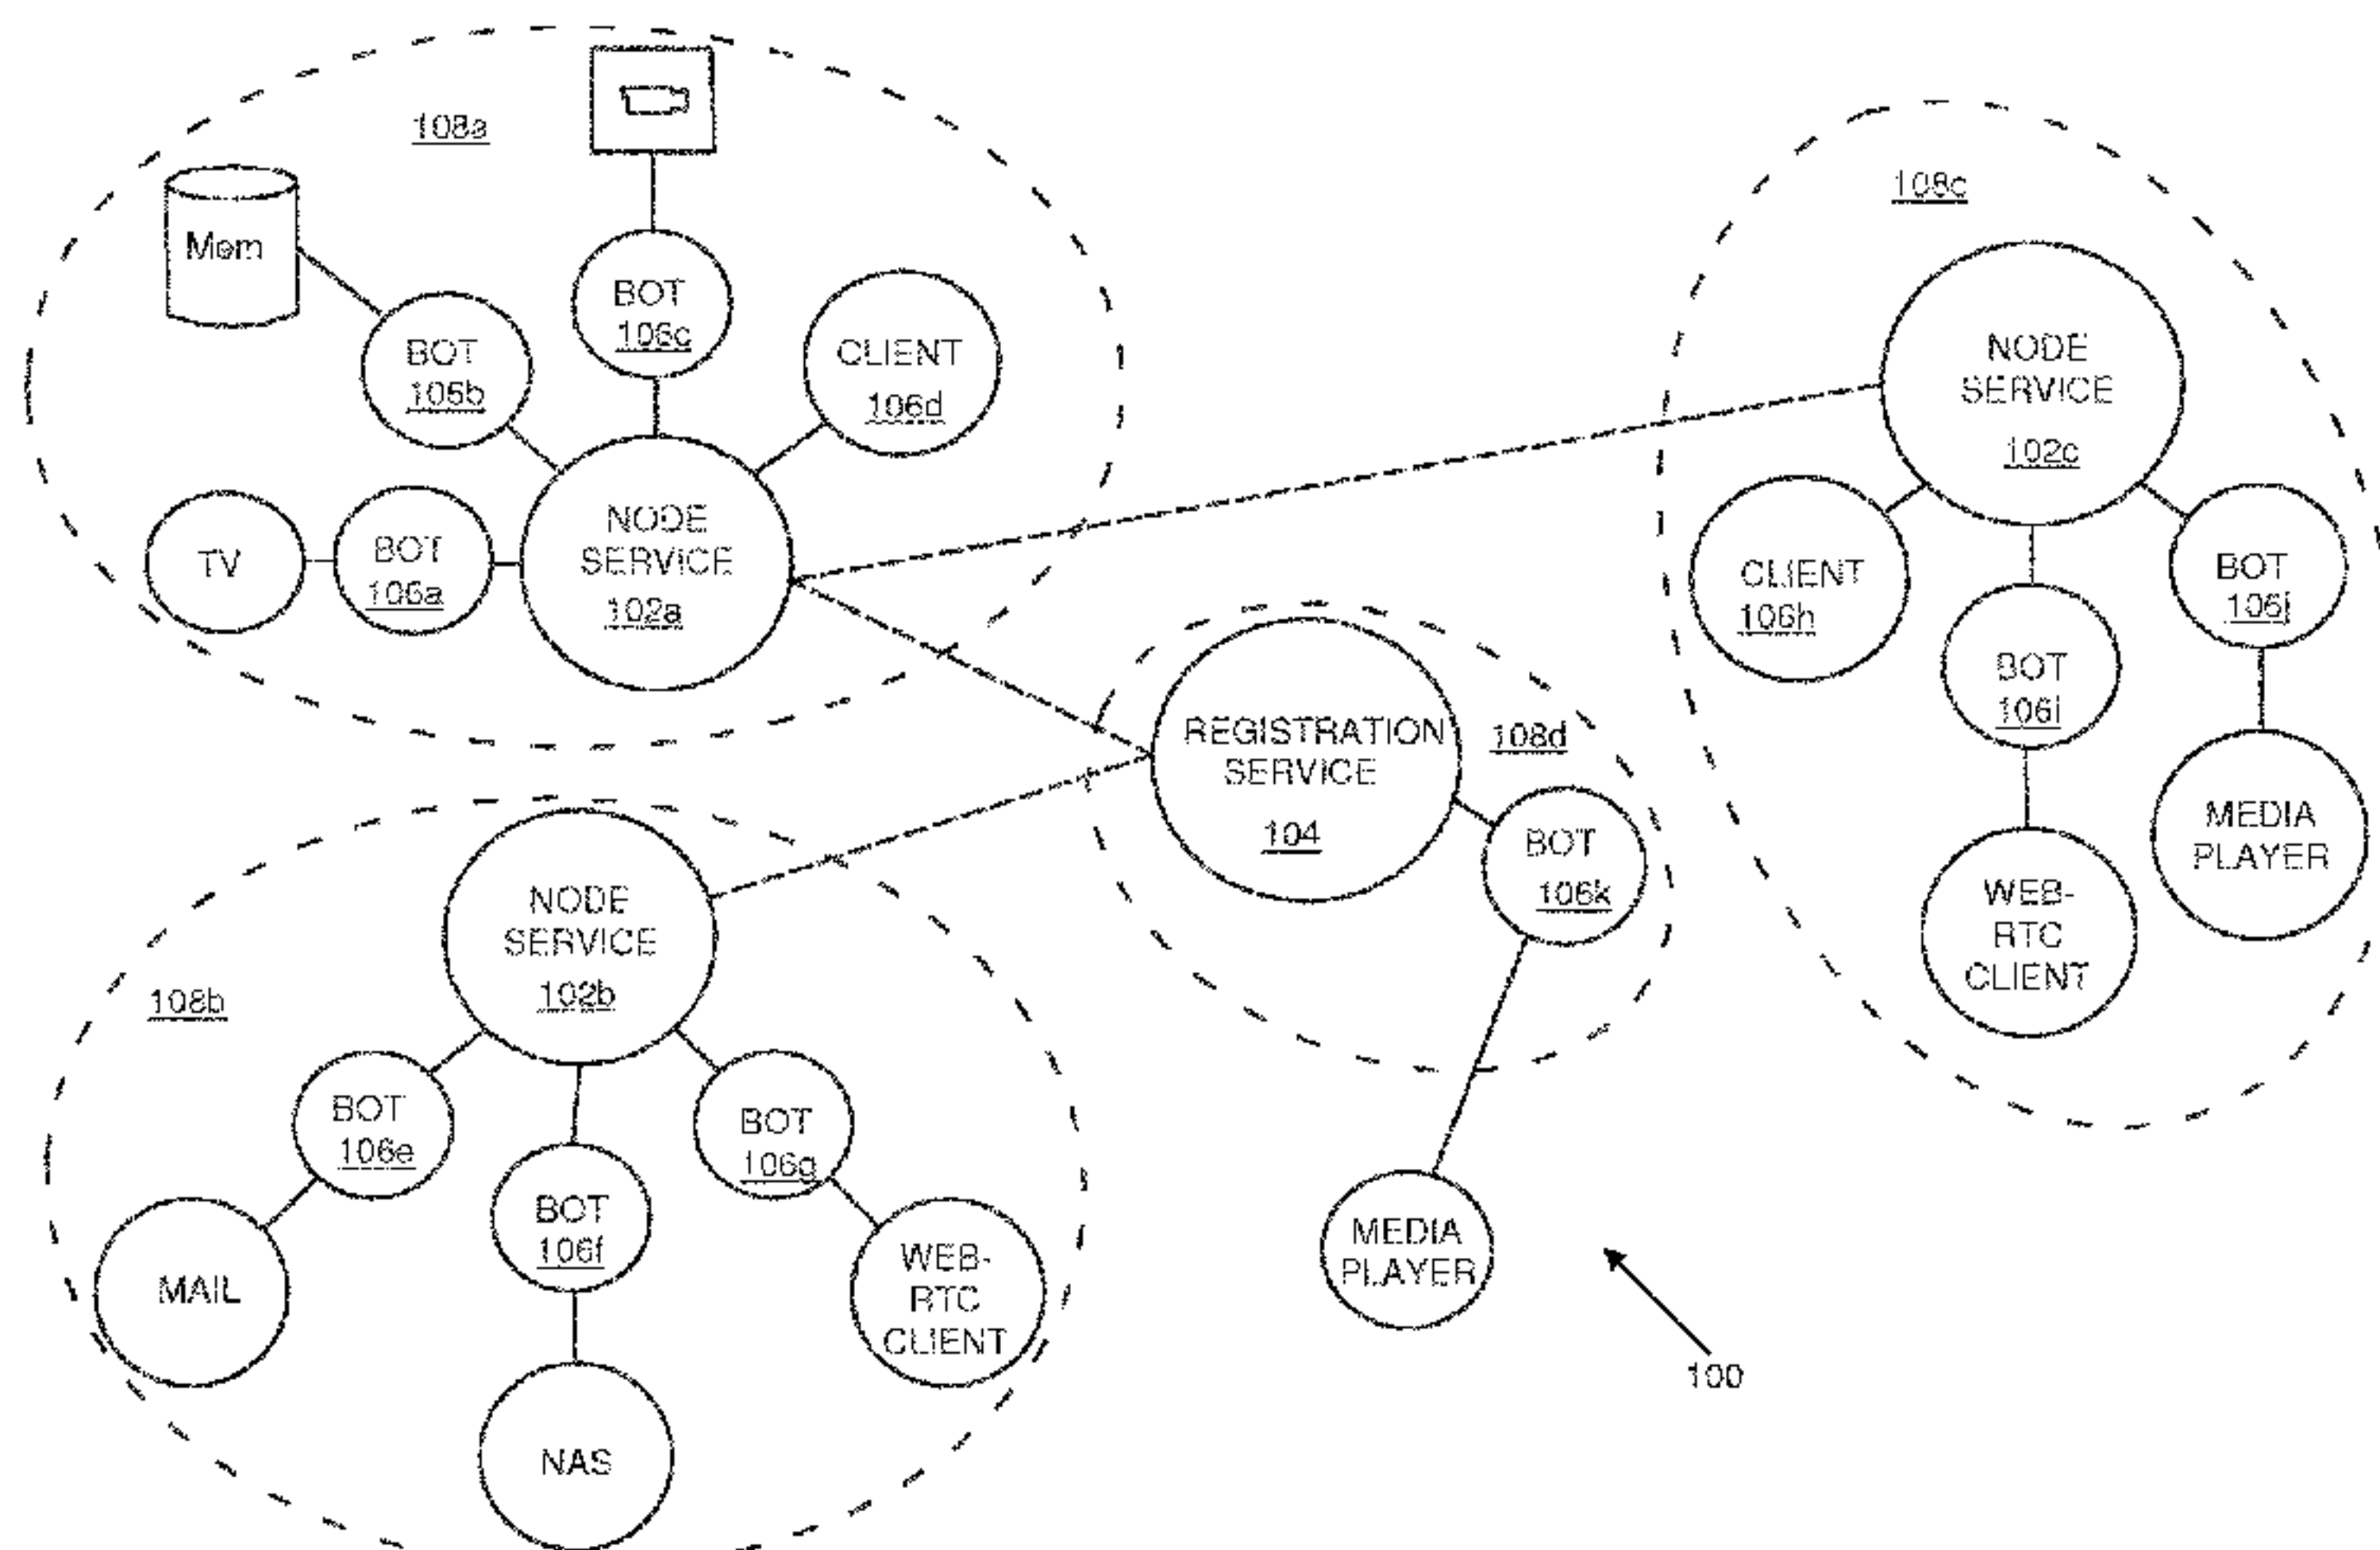 108a
Mem
BOT
106b
BOT
106c
CLIENT
106d
TV
BOT
106a
NODE
SERVICE
102a
108c
NODE
SERVICE
102c
CLIENT
106h
BOT
106i
BOT
106j
WEB-
RTC
CLIENT
MEDIA
PLAYER
REGISTRATION
SERVICE
104
108d
BOT
106k
MEDIA
PLAYER
100
108b
NODE
SERVICE
102b
BOT
106e
BOT
106f
BOT
106g
MAIL
NAS
WEB-
RTC
CLIENT